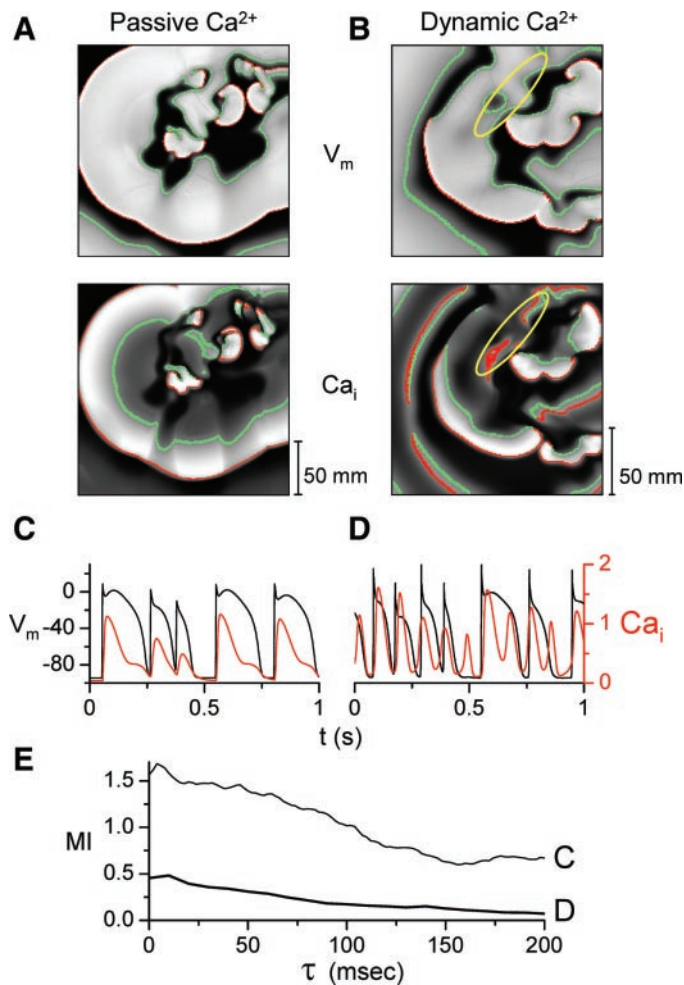 A Passive Ca²⁺
B Dynamic Ca²⁺
Vₘ
Caᵢ
50 mm
50 mm
C
D
0
-40
-80
Vₘ
2
1
0
Caᵢ
0
0.5
1
0
0.5
1
t (s)
E
1.5
1.0
0.5
0.0
MI
C
D
0
50
100
150
200
τ (msec)